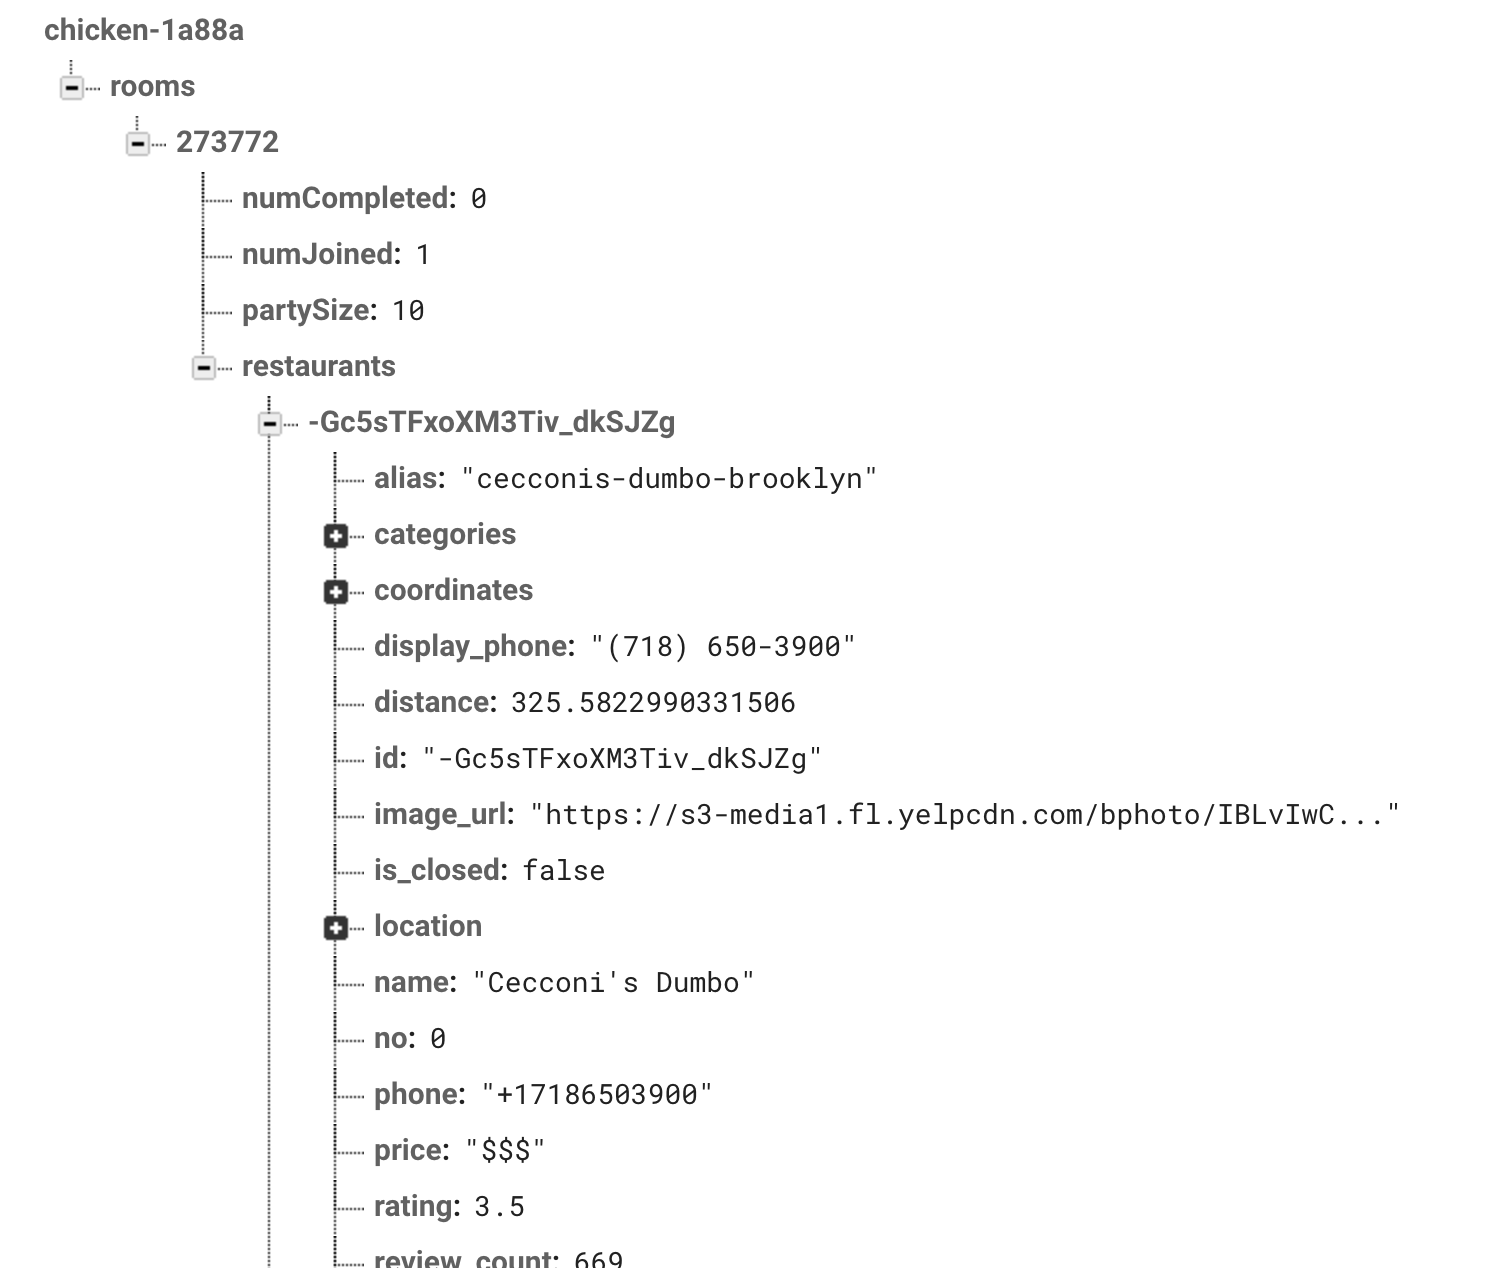 chicken-1a88a
rooms
273772
numCompleted: 0
numJoined: 1
partySize: 10
restaurants
-Gc5sTFxoXM3Tiv_dkSJZg
alias: "cecconis-dumbo-brooklyn"
categories
coordinates
display_phone: "(718) 650-3900"
distance: 325.5822990331506
id: "-Gc5sTFxoXM3Tiv_dkSJZg"
image_url: "https://s3-media1.fl.yelpcdn.com/bphoto/IBLvIwC..."
is_closed: false
location
name: "Cecconi's Dumbo"
no: 0
phone: "+17186503900"
price: "$$$"
rating: 3.5
review_count: 669